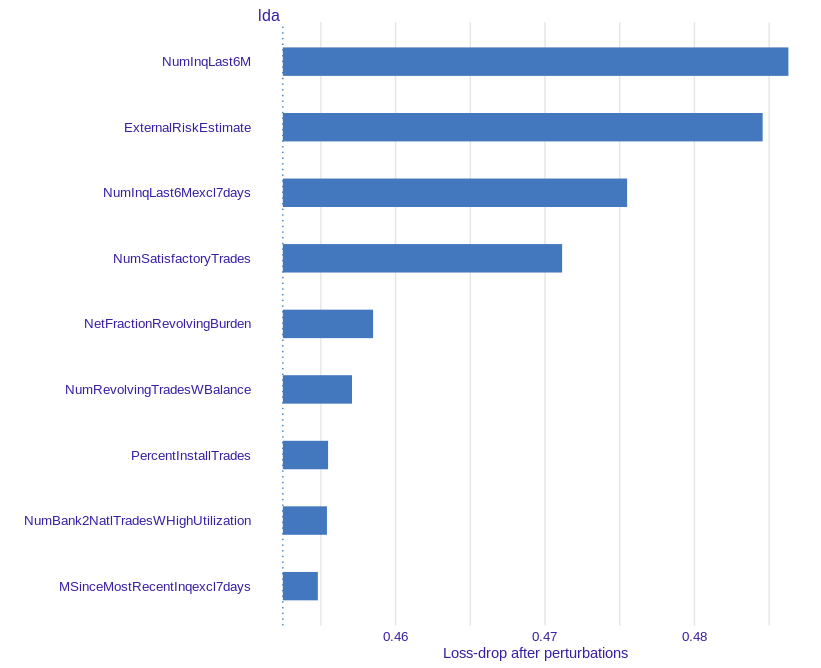 lda
NumInqLast6M
ExternalRiskEstimate
NumInqLast6Mexcl7days
NumSatisfactoryTrades
NetFractionRevolvingBurden
NumRevolvingTradesWBalance
PercentInstallTrades
NumBank2NatlTradesWHighUtilization
MSinceMostRecentInqexcl7days
0.46 0.47 0.48
Loss-drop after perturbations